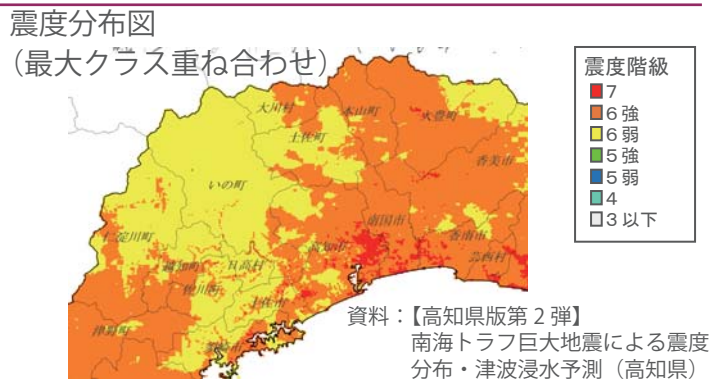 震度分布図
（最大クラス重ね合わせ）
震度階級
7
6強
6弱
5強
5弱
4
3以下
大川村
本山町
大豊町
土佐町
香美市
いの町
南国市
仁淀川町
高知市
香南市
越知町
日高村
芸西村
佐川町
土佐市
津野町
資料：【高知県版第２弾】
南海トラフ巨大地震による震度
分布・津波浸水予測（高知県）